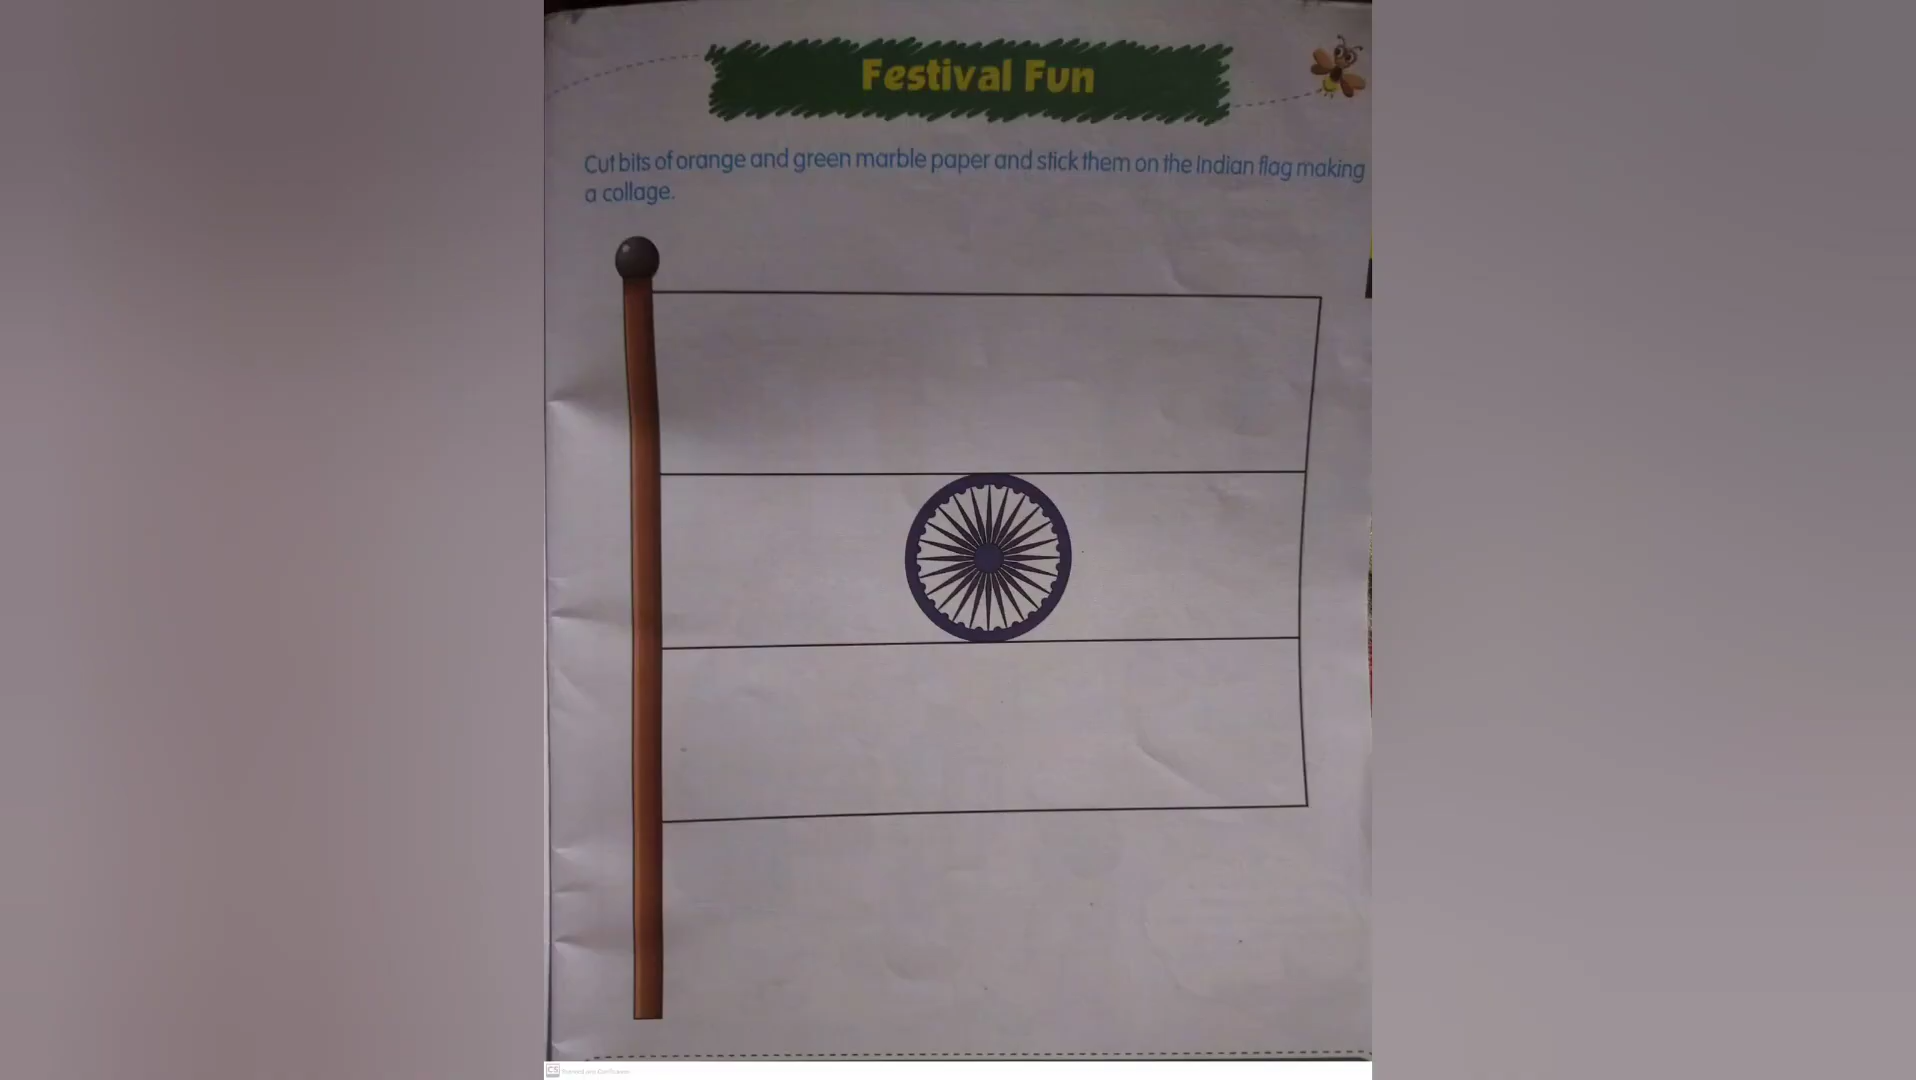 Festival Fun
Cut bits of orange and green marble paper and stick them on the Indian flag making
a collage.
CS